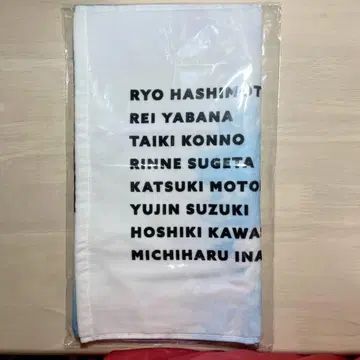 RYO HASHIMOT
REI YABANA
TAIKI KONNO
RINNE SUGETA
KATSUKI MOTO
YUJIN SUZUKI
HOSHIKI KAWA
MICHIHARU INA